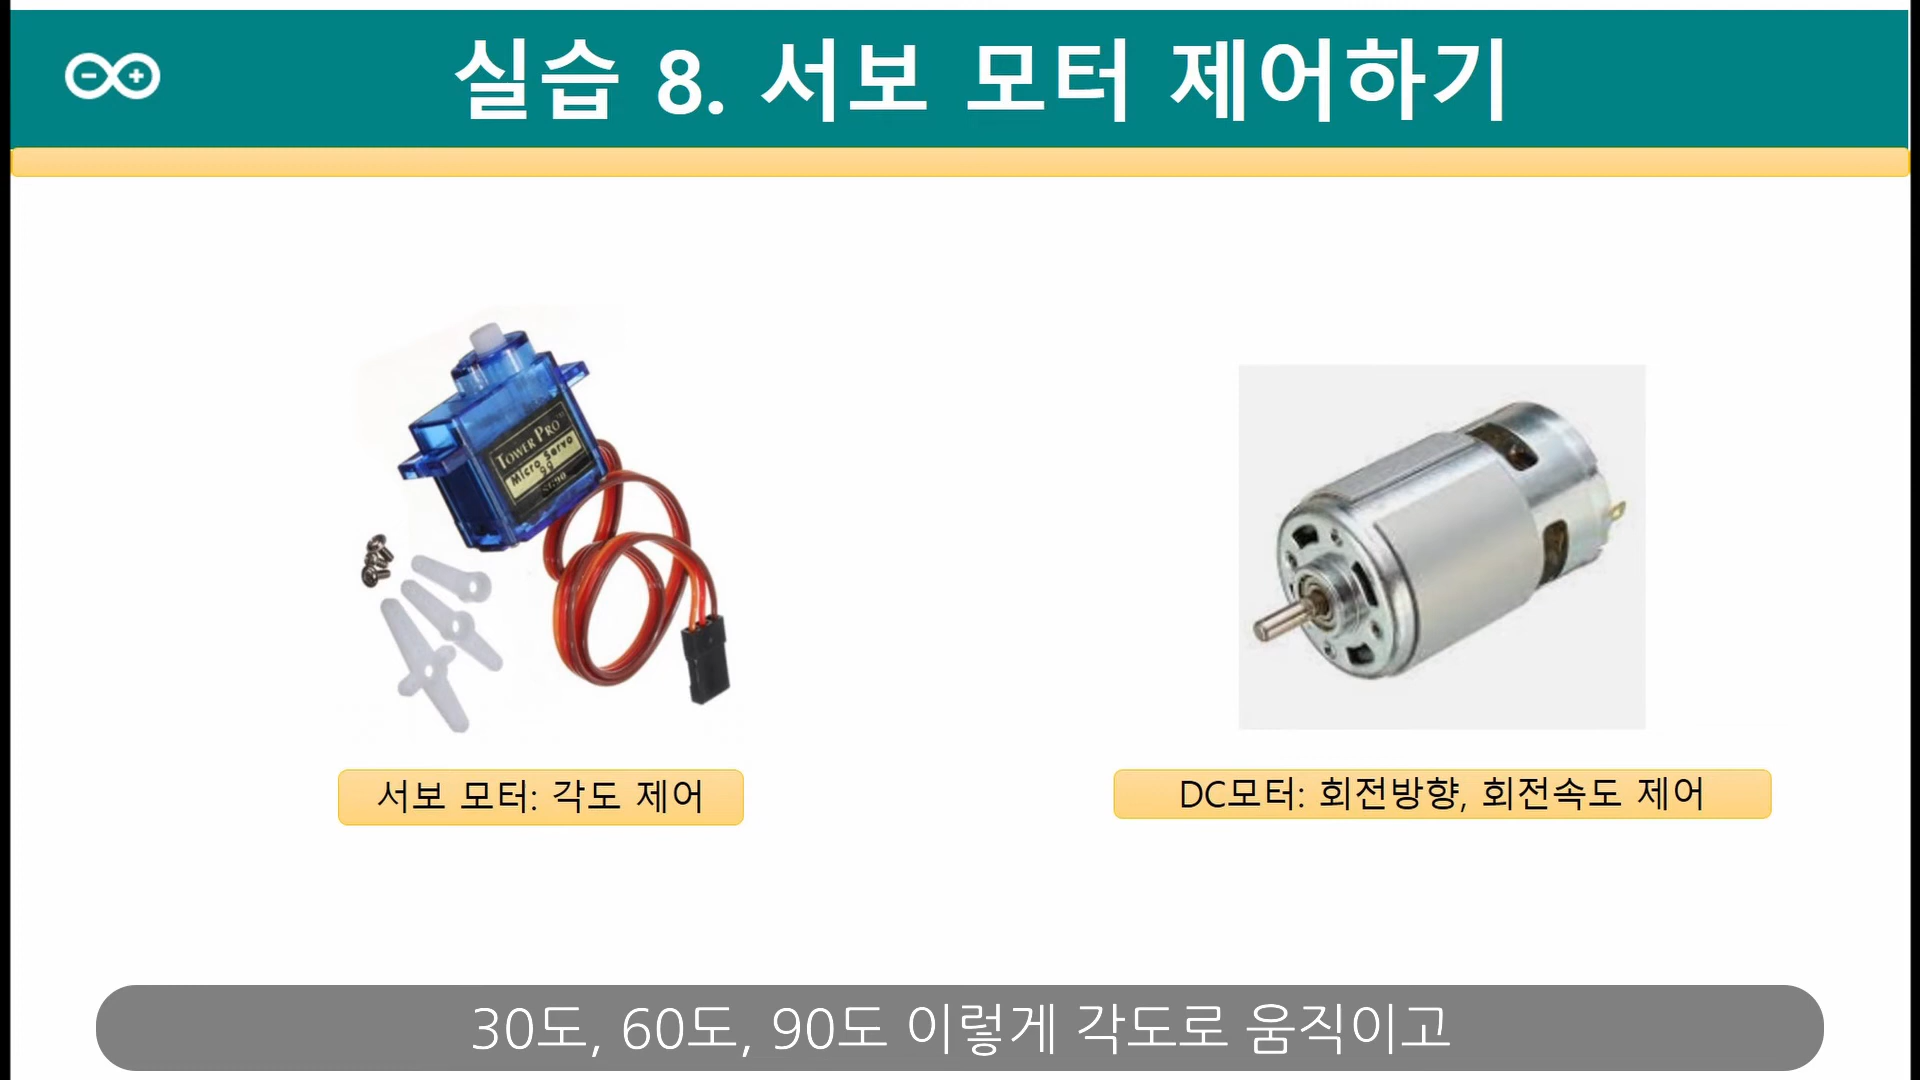 실습 8. 서보 모터 제어하기
TOWER PRO
Micro Servo
9g
SG90
서보 모터: 각도 제어
DC모터: 회전방향, 회전속도 제어
30도, 60도, 90도 이렇게 각도로 움직이고